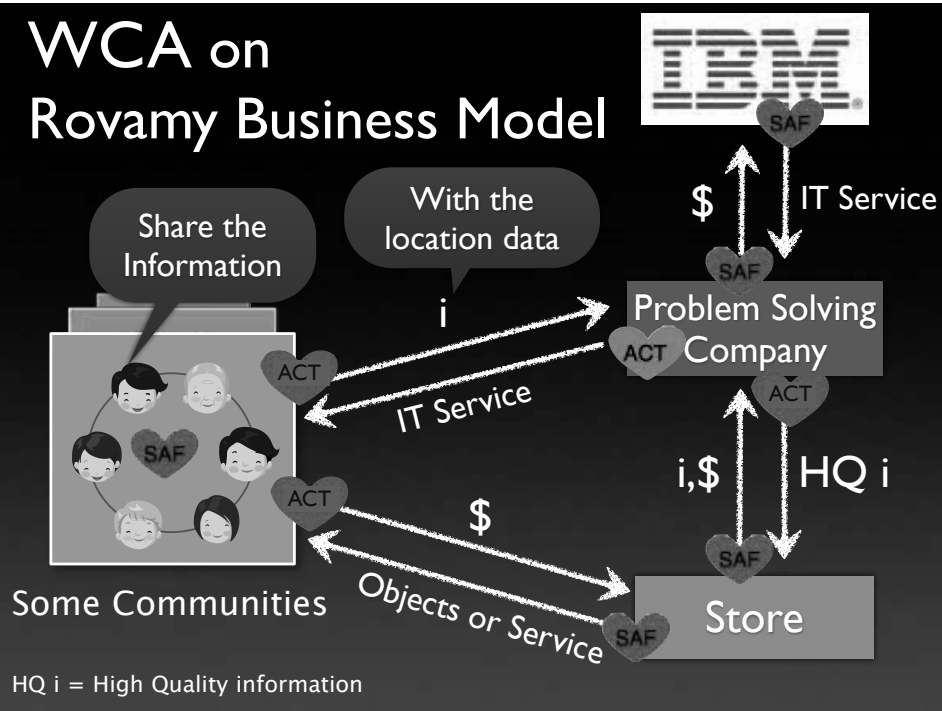 WCA on
Rovamy Business Model
IBM
®
SAF
With the
location data
Share the
Information
$
IT Service
SAF
Problem Solving
Company
i
ACT
ACT
ACT
IT Service
SAF
i,$
HQ i
ACT
$
SAF
Objects or Service
Store
SAF
Some Communities
HQ i = High Quality information